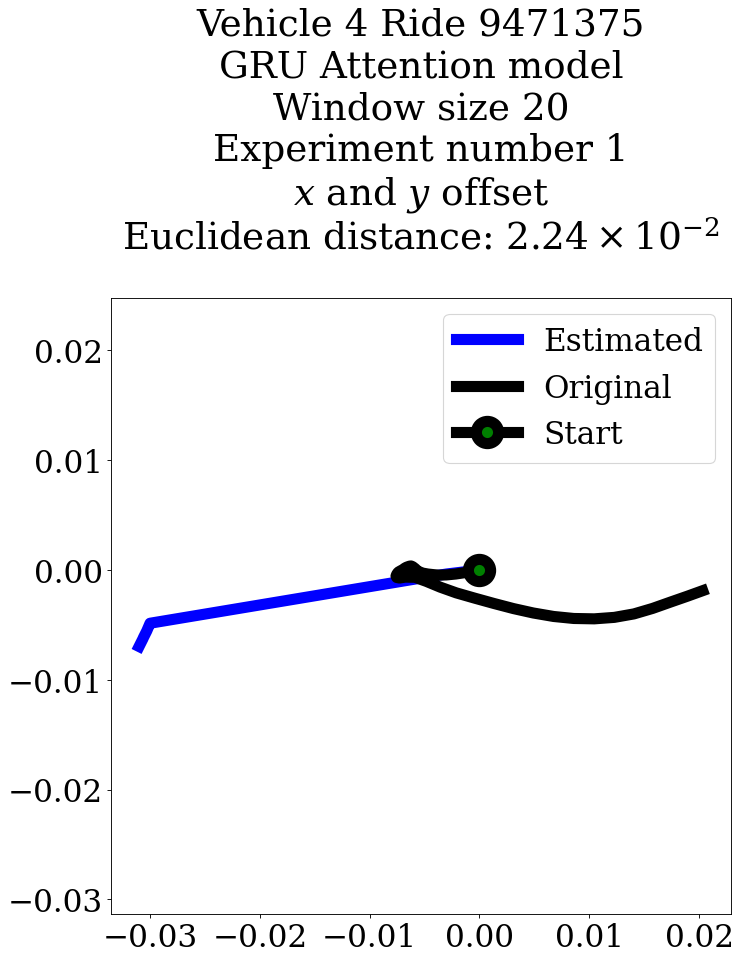 Vehicle 4 Ride 9471375
GRU Attention model
Window size 20
Experiment number 1
x and y offset
Euclidean distance: 2.24 × 10⁻²
Estimated
Original
Start
0.02
0.01
0.00
−0.01
−0.02
−0.03
−0.03 −0.02 −0.01 0.00 0.01 0.02